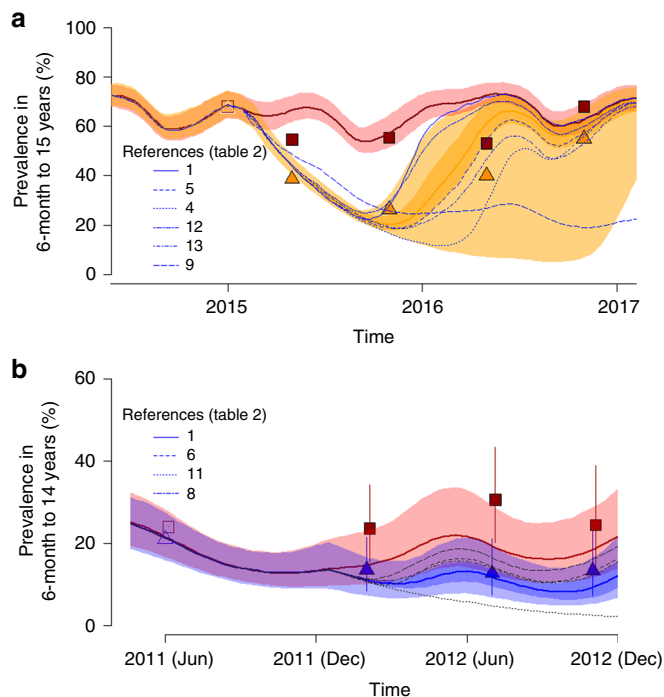 a
Prevalence in
6-month to 15 years (%)
100
80
60
40
20
0
References (table 2)
1
5
4
12
13
9
2015
2016
2017
Time
b
Prevalence in
6-month to 14 years (%)
60
40
20
0
References (table 2)
1
6
11
8
2011 (Jun)
2011 (Dec)
2012 (Jun)
2012 (Dec)
Time